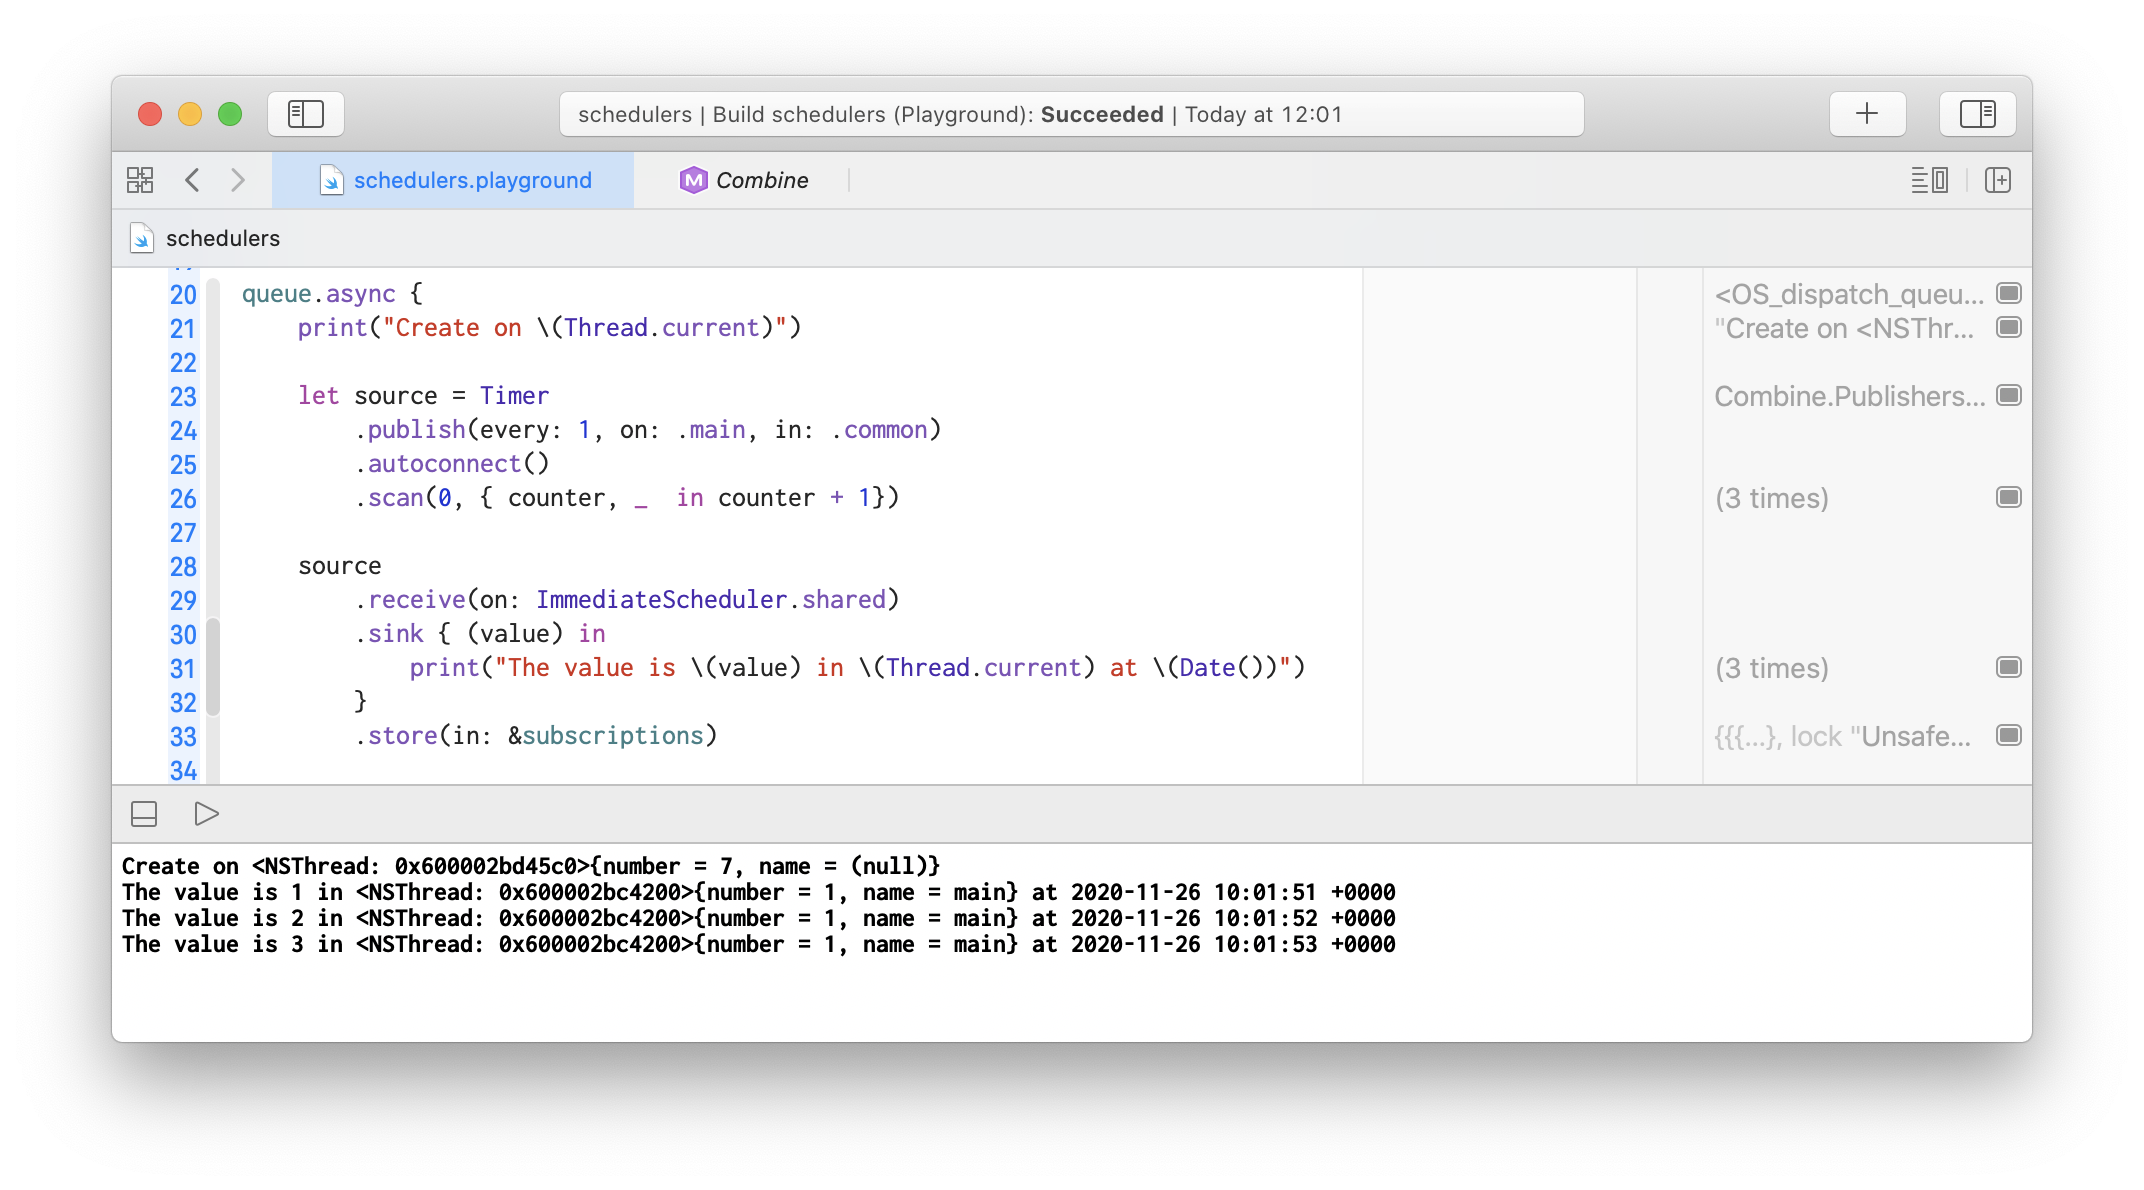 schedulers | Build schedulers (Playground): Succeeded | Today at 12:01
schedulers.playground
M Combine
schedulers
20 queue.async { <OS_dispatch_queu...
21     print("Create on \(Thread.current)") "Create on <NSThr...
22
23     let source = Timer Combine.Publishers...
24         .publish(every: 1, on: .main, in: .common)
25         .autoconnect()
26         .scan(0, { counter, _  in counter + 1}) (3 times)
27
28     source
29         .receive(on: ImmediateScheduler.shared)
30         .sink { (value) in
31             print("The value is \(value) in \(Thread.current) at \(Date())") (3 times)
32         }
33         .store(in: &subscriptions) {{{...}, lock "Unsafe...
34
Create on <NSThread: 0x600002bd45c0>{number = 7, name = (null)}
The value is 1 in <NSThread: 0x600002bc4200>{number = 1, name = main} at 2020-11-26 10:01:51 +0000
The value is 2 in <NSThread: 0x600002bc4200>{number = 1, name = main} at 2020-11-26 10:01:52 +0000
The value is 3 in <NSThread: 0x600002bc4200>{number = 1, name = main} at 2020-11-26 10:01:53 +0000